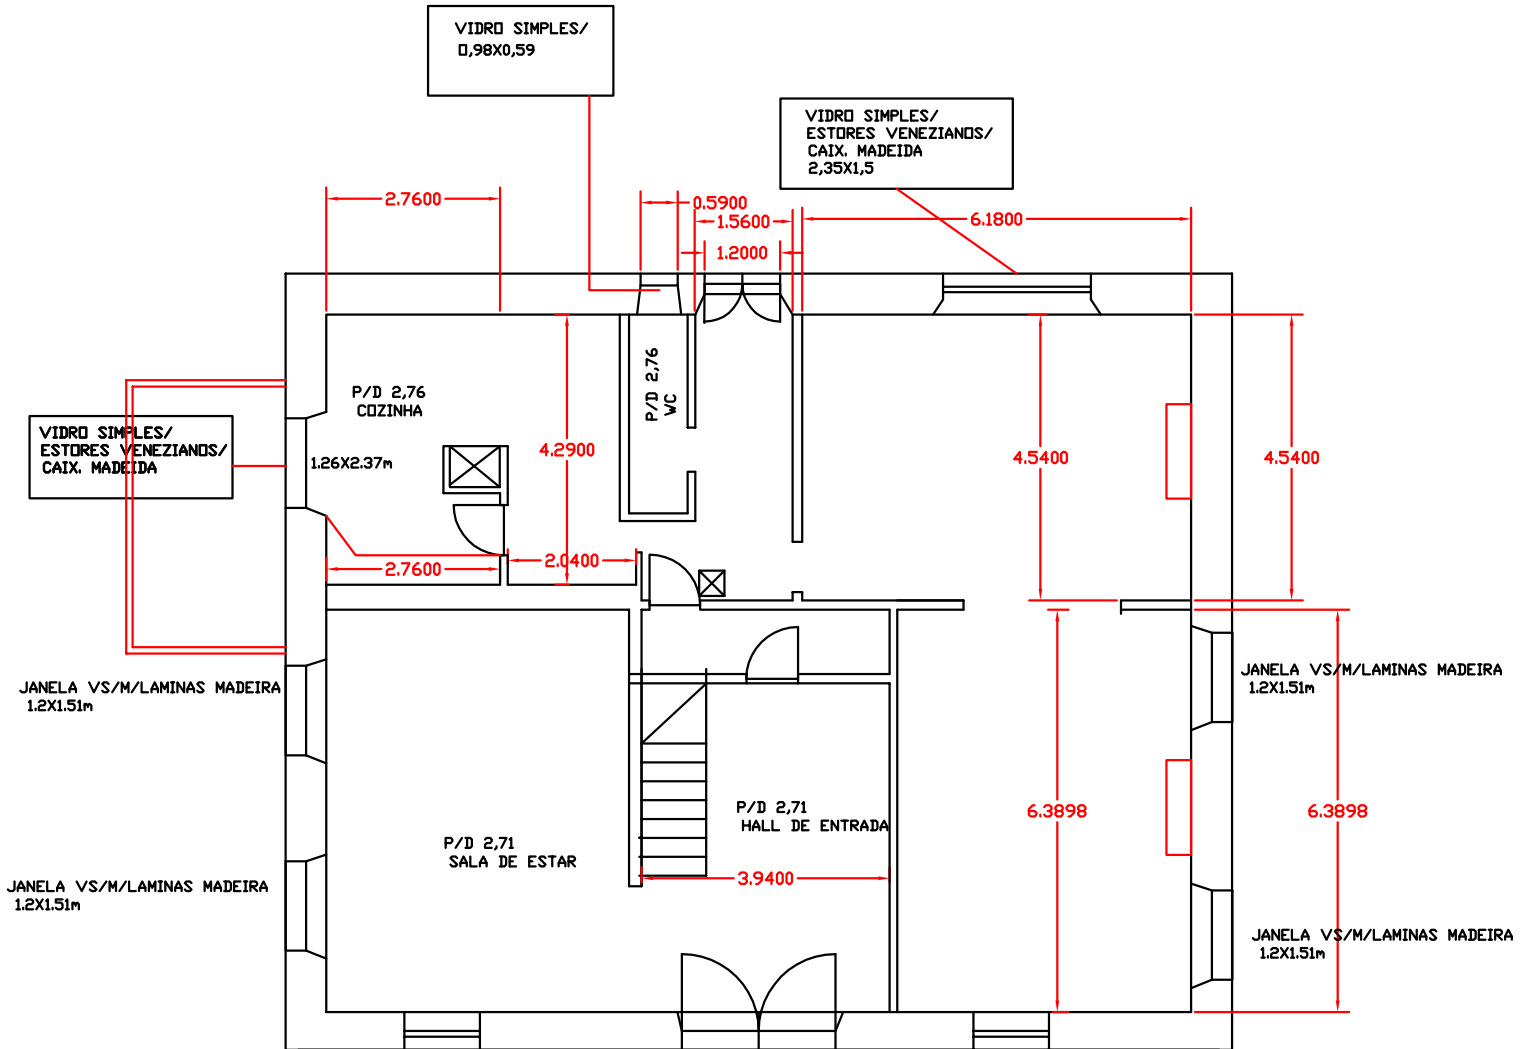 VIDRO SIMPLES/
0,98X0,59
VIDRO SIMPLES/
ESTORES VENEZIANOS/
CAIX. MADEIDA
2,35X1,5
2.7600
0.5900
1.5600
6.1800
1.2000
P/D 2,76
COZINHA
P/D 2,76
WC
VIDRO SIMPLES/
ESTORES VENEZIANOS/
CAIX. MADEIDA
1.26X2.37m
4.2900
4.5400
4.5400
2.7600
2.0400
JANELA VS/M/LAMINAS MADEIRA
1.2X1.51m
JANELA VS/M/LAMINAS MADEIRA
1.2X1.51m
P/D 2,71
HALL DE ENTRADA
6.3898
6.3898
P/D 2,71
SALA DE ESTAR
3.9400
JANELA VS/M/LAMINAS MADEIRA
1.2X1.51m
JANELA VS/M/LAMINAS MADEIRA
1.2X1.51m